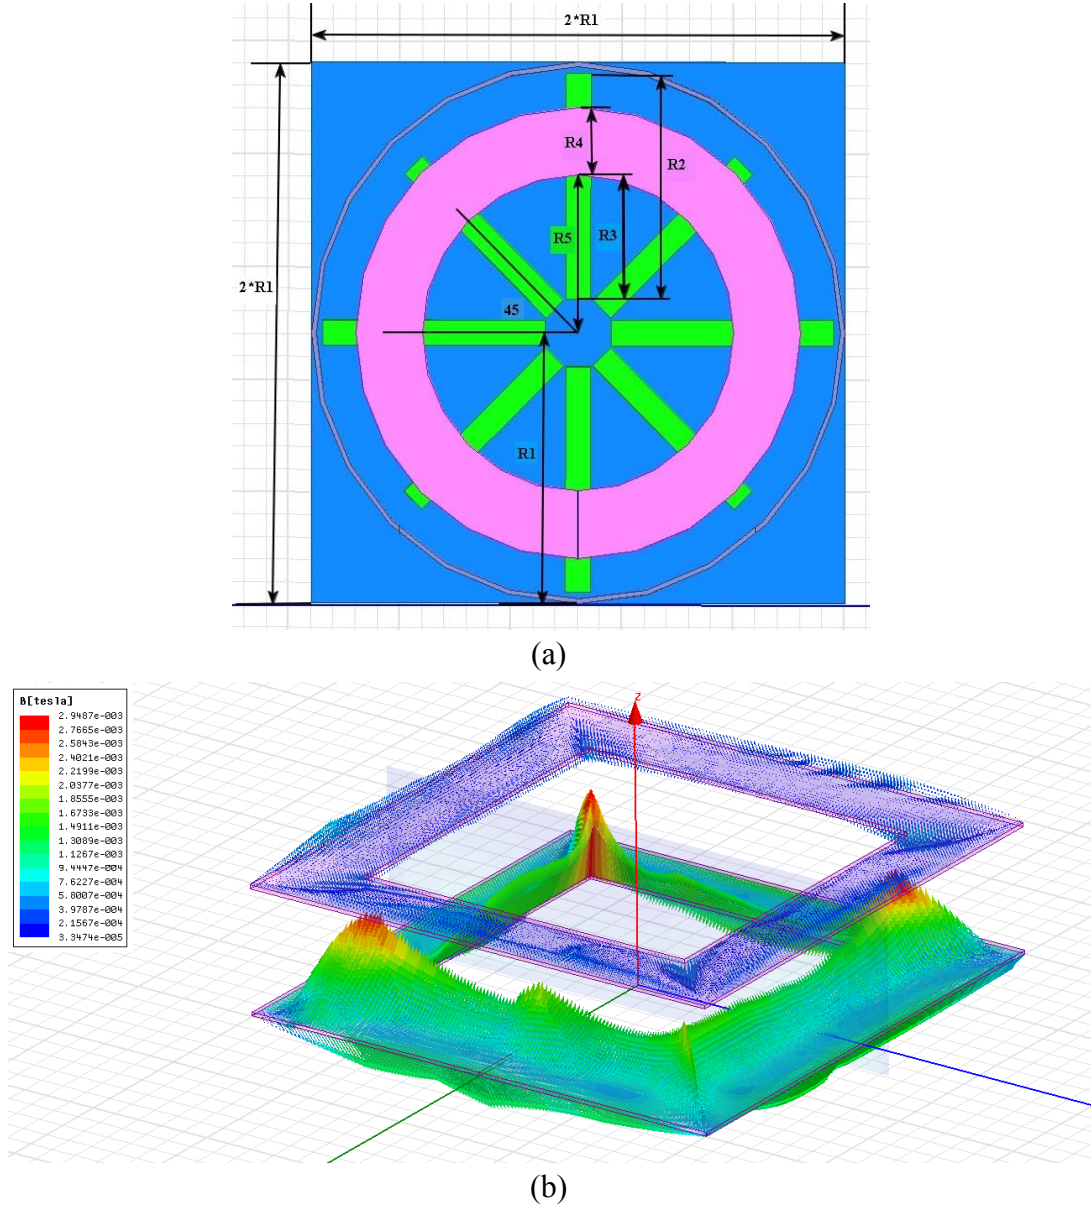 2*R1
R4
R2
R5
R3
2*R1
45
R1
(a)
B[tesla]
2.9487e-003
2.7665e-003
2.5843e-003
2.4021e-003
2.2199e-003
2.0377e-003
1.8555e-003
1.6733e-003
1.4911e-003
1.3089e-003
1.1267e-003
9.4447e-004
7.6227e-004
5.8007e-004
3.9787e-004
2.1567e-004
3.3474e-005
z
(b)